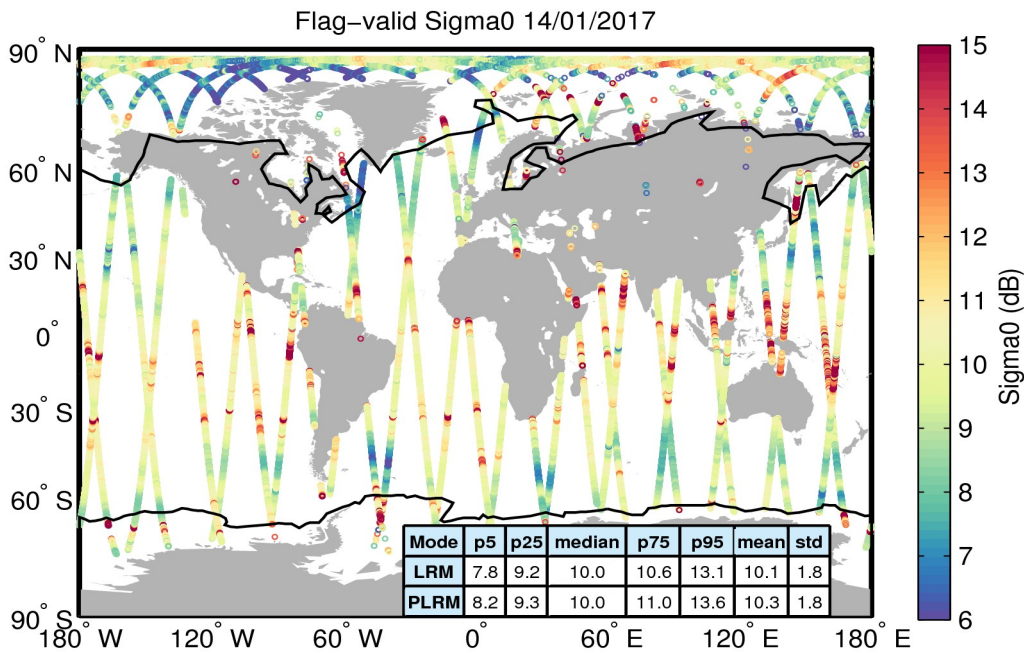 Flag−valid Sigma0 14/01/2017
90° N
60° N
30° N
0°
30° S
60° S
90° S
180° W
120° W
60° W
0°
60° E
120° E
180° E
15
14
13
12
11
10
9
8
7
6
Sigma0 (dB)
Mode p5 p25 median p75 p95 mean std
LRM 7.8 9.2 10.0 10.6 13.1 10.1 1.8
PLRM 8.2 9.3 10.0 11.0 13.6 10.3 1.8